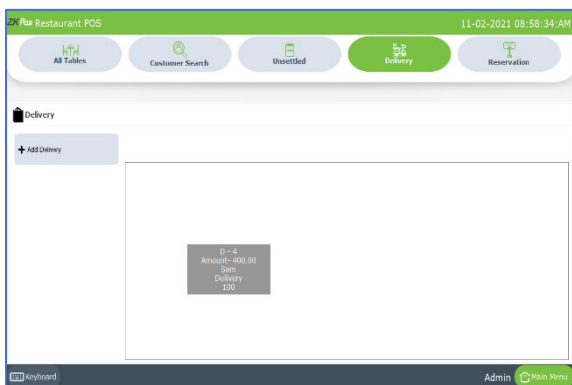 ZKPos Restaurant POS
11-02-2021 08:58:34:AM
All Tables
Customer Search
Unsettled
Delivery
Reservation
Delivery
+ Add Delivery
D - 4
Amount- 400.00
Sam
Delivery
100
Keyboard
Admin
Main Menu